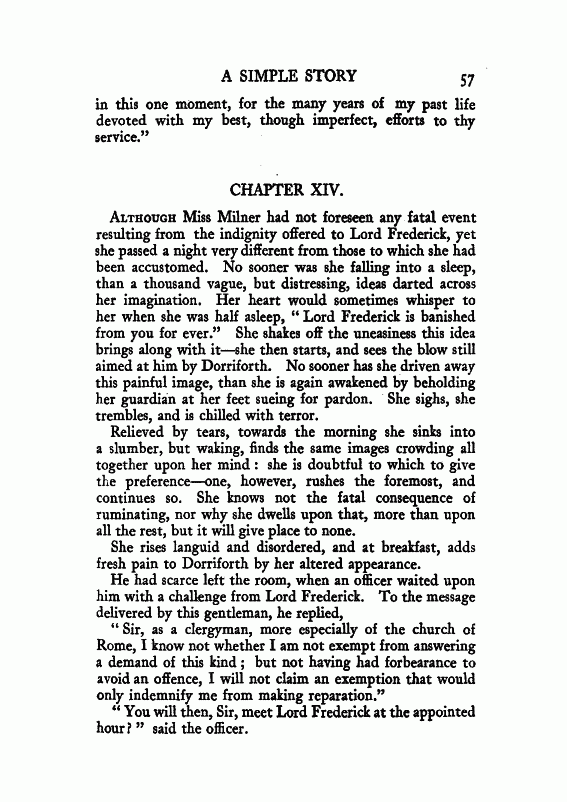 A SIMPLE STORY 57
in this one moment, for the many years of my past life
devoted with my best, though imperfect, efforts to thy
service.”
CHAPTER XIV.
ALTHOUGH Miss Milner had not foreseen any fatal event
resulting from the indignity offered to Lord Frederick, yet
she passed a night very different from those to which she had
been accustomed. No sooner was she falling into a sleep,
than a thousand vague, but distressing, ideas darted across
her imagination. Her heart would sometimes whisper to
her when she was half asleep, “ Lord Frederick is banished
from you for ever.” She shakes off the uneasiness this idea
brings along with it—she then starts, and sees the blow still
aimed at him by Dorriforth. No sooner has she driven away
this painful image, than she is again awakened by beholding
her guardian at her feet sueing for pardon. She sighs, she
trembles, and is chilled with terror.
Relieved by tears, towards the morning she sinks into
a slumber, but waking, finds the same images crowding all
together upon her mind : she is doubtful to which to give
the preference—one, however, rushes the foremost, and
continues so. She knows not the fatal consequence of
ruminating, nor why she dwells upon that, more than upon
all the rest, but it will give place to none.
She rises languid and disordered, and at breakfast, adds
fresh pain to Dorriforth by her altered appearance.
He had scarce left the room, when an officer waited upon
him with a challenge from Lord Frederick. To the message
delivered by this gentleman, he replied,
“ Sir, as a clergyman, more especially of the church of
Rome, I know not whether I am not exempt from answering
a demand of this kind ; but not having had forbearance to
avoid an offence, I will not claim an exemption that would
only indemnify me from making reparation.”
“ You will then, Sir, meet Lord Frederick at the appointed
hour? ” said the officer.